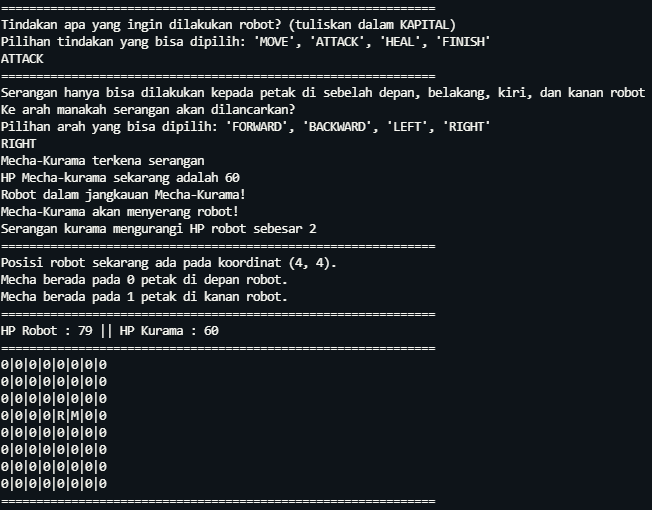 ==============================================================
Tindakan apa yang ingin dilakukan robot? (tuliskan dalam KAPITAL)
Pilihan tindakan yang bisa dipilih: 'MOVE', 'ATTACK', 'HEAL', 'FINISH'
ATTACK
==============================================================
Serangan hanya bisa dilakukan kepada petak di sebelah depan, belakang, kiri, dan kanan robot
Ke arah manakah serangan akan dilancarkan?
Pilihan arah yang bisa dipilih: 'FORWARD', 'BACKWARD', 'LEFT', 'RIGHT'
RIGHT
Mecha-Kurama terkena serangan
HP Mecha-kurama sekarang adalah 60
Robot dalam jangkauan Mecha-Kurama!
Mecha-Kurama akan menyerang robot!
Serangan kurama mengurangi HP robot sebesar 2
==============================================================
Posisi robot sekarang ada pada koordinat (4, 4).
Mecha berada pada 0 petak di depan robot.
Mecha berada pada 1 petak di kanan robot.
==============================================================
HP Robot : 79 || HP Kurama : 60
==============================================================
0|0|0|0|0|0|0|0
0|0|0|0|0|0|0|0
0|0|0|0|0|0|0|0
0|0|0|0|R|M|0|0
0|0|0|0|0|0|0|0
0|0|0|0|0|0|0|0
0|0|0|0|0|0|0|0
0|0|0|0|0|0|0|0
==============================================================